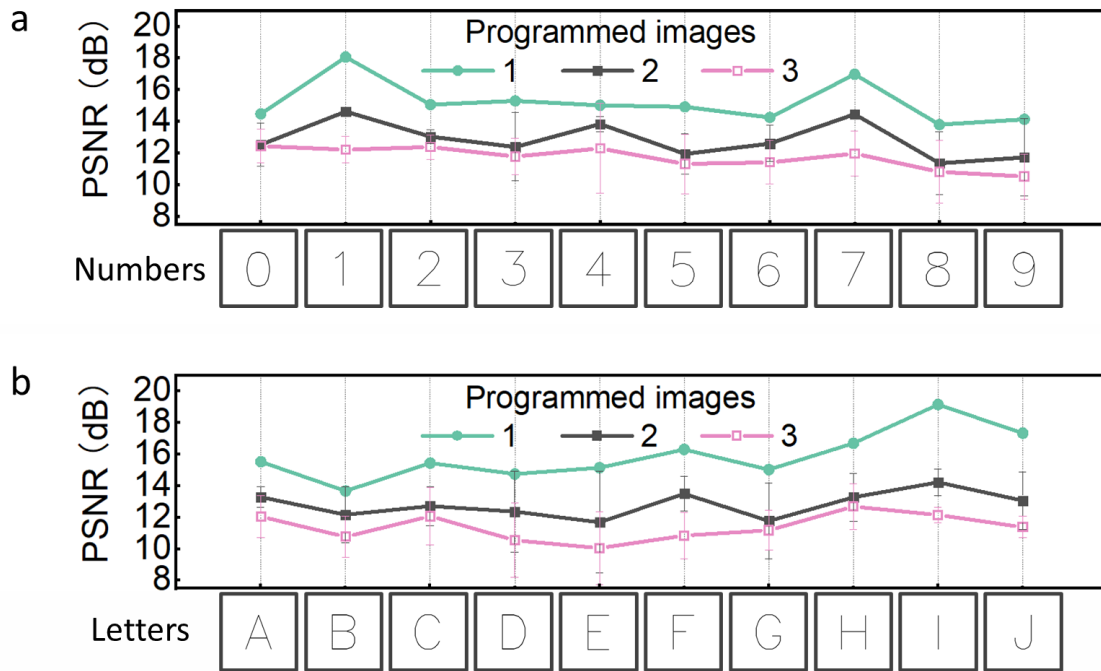 a
PSNR (dB)
20
18
16
14
12
10
8
Programmed images
1 2 3
Numbers 0 1 2 3 4 5 6 7 8 9
b
PSNR (dB)
20
18
16
14
12
10
8
Programmed images
1 2 3
Letters A B C D E F G H I J